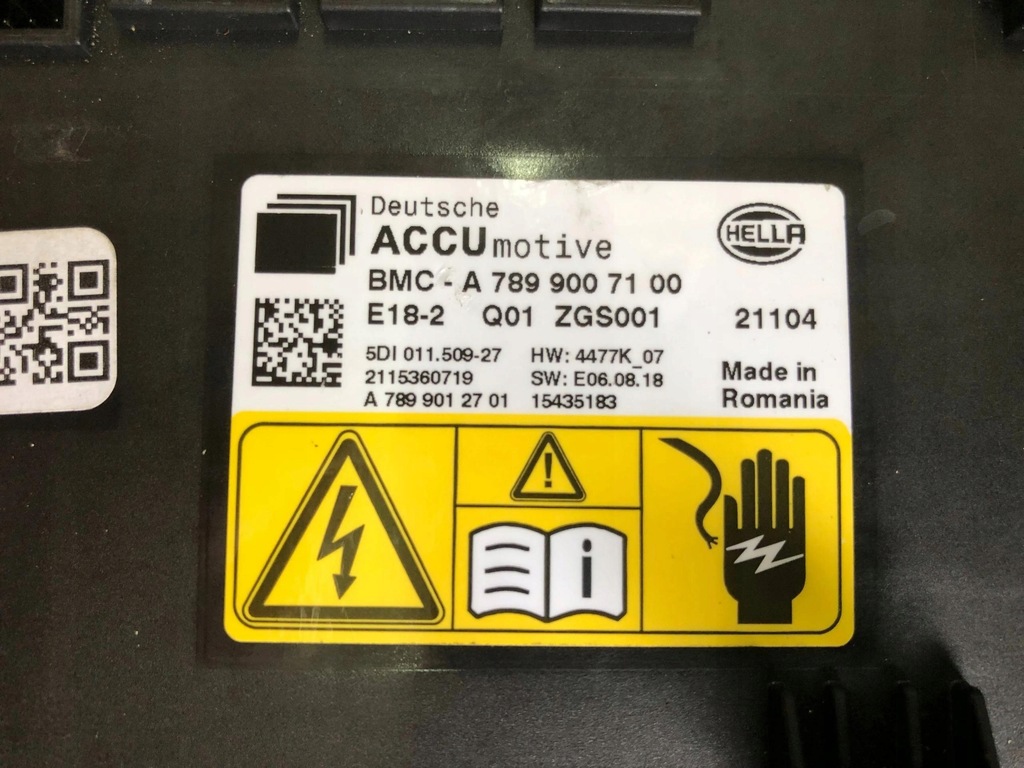 Deutsche
ACCUmotive
HELLA
BMC - A 789 900 71 00
E18-2 Q01 ZGS001 21104
5DI 011.509-27 HW: 4477K_07
2115360719 SW: E06.08.18
A 789 901 27 01 15435183
Made in
Romania